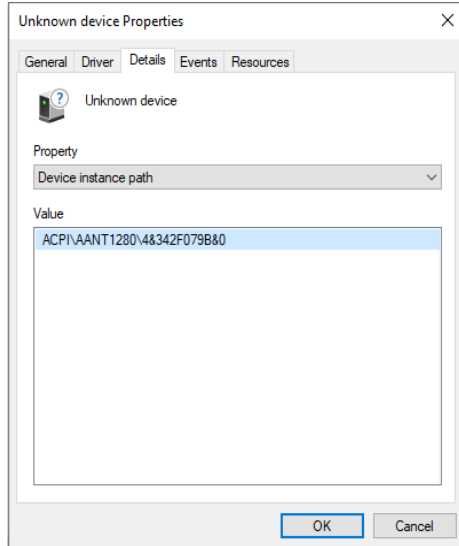 Unknown device Properties
General Driver Details Events Resources
Unknown device
Property
Device instance path
Value
ACPI\AANT1280\4&342F079B&0
OK Cancel